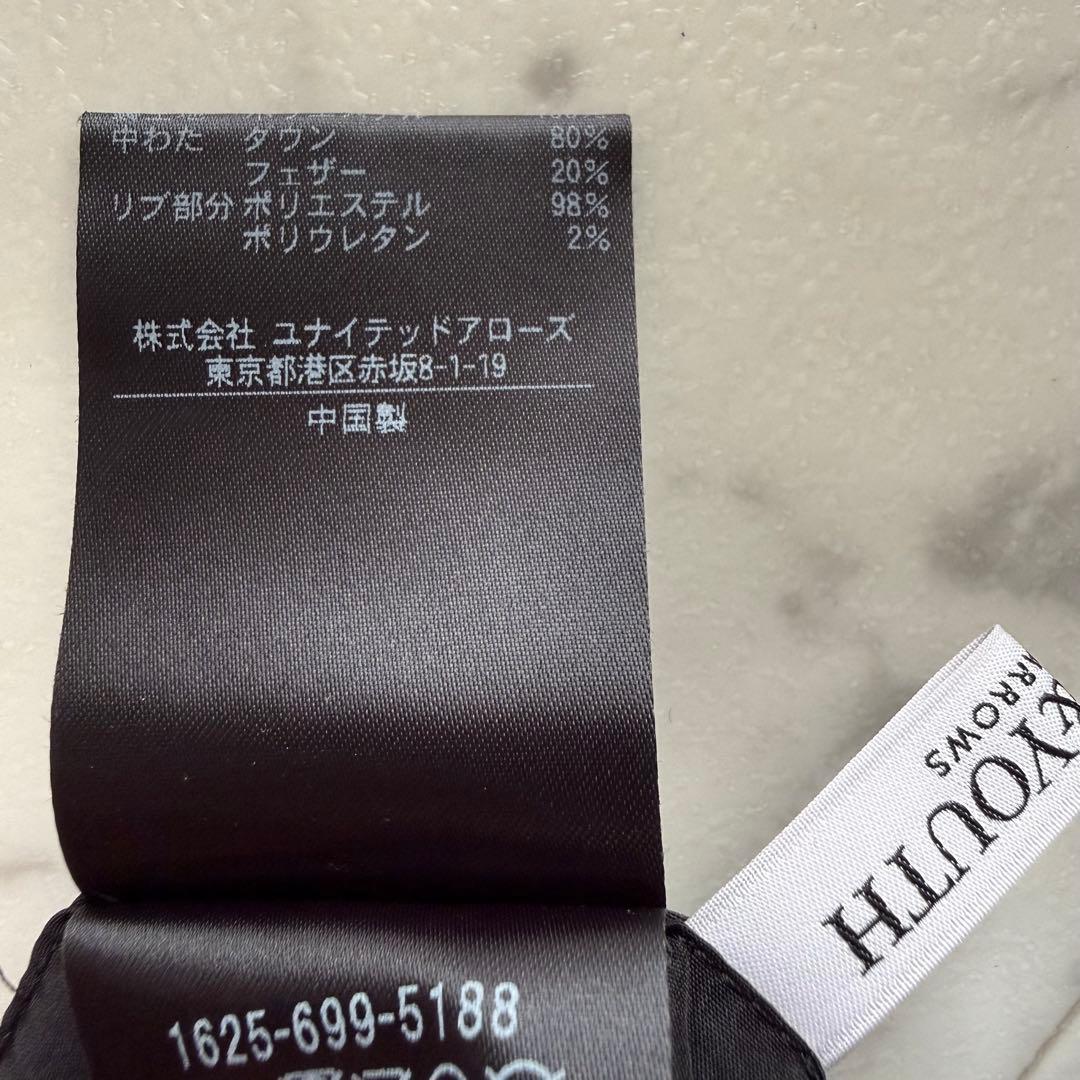 中わた ダウン 80%
フェザー 20%
リブ部分 ポリエステル 98%
ポリウレタン 2%
株式会社 ユナイテッドアローズ
東京都港区赤坂8-1-19
中国製
&YOUTH
ARROWS
1625-699-5188